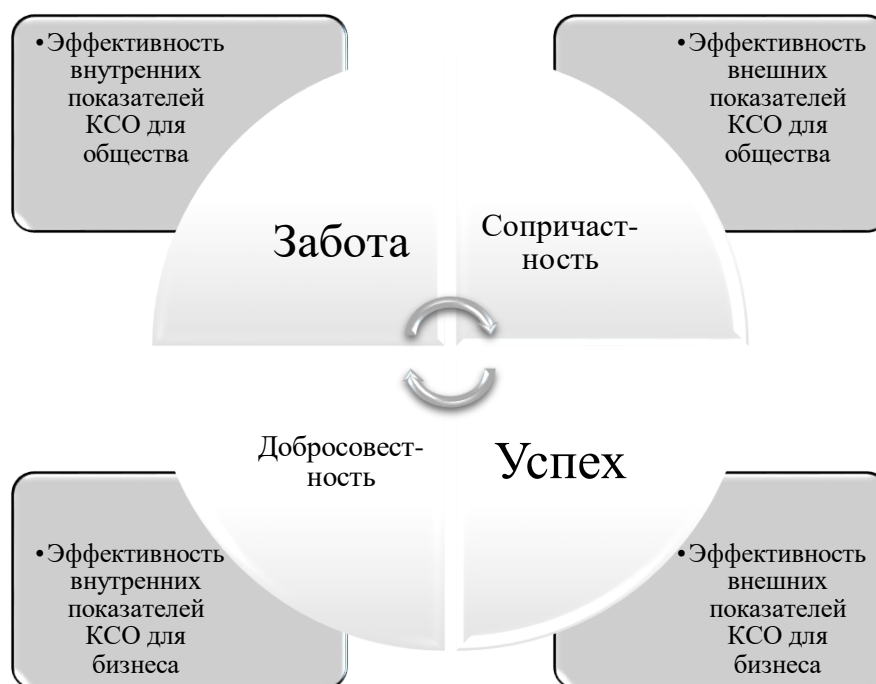 •Эффективность
внутренних
показателей
КСО для
общества
•Эффективность
внешних
показателей
КСО для
общества
Забота
Сопричаст-
ность
Добросовест-
ность
Успех
•Эффективность
внутренних
показателей
КСО для
бизнеса
•Эффективность
внешних
показателей
КСО для
бизнеса